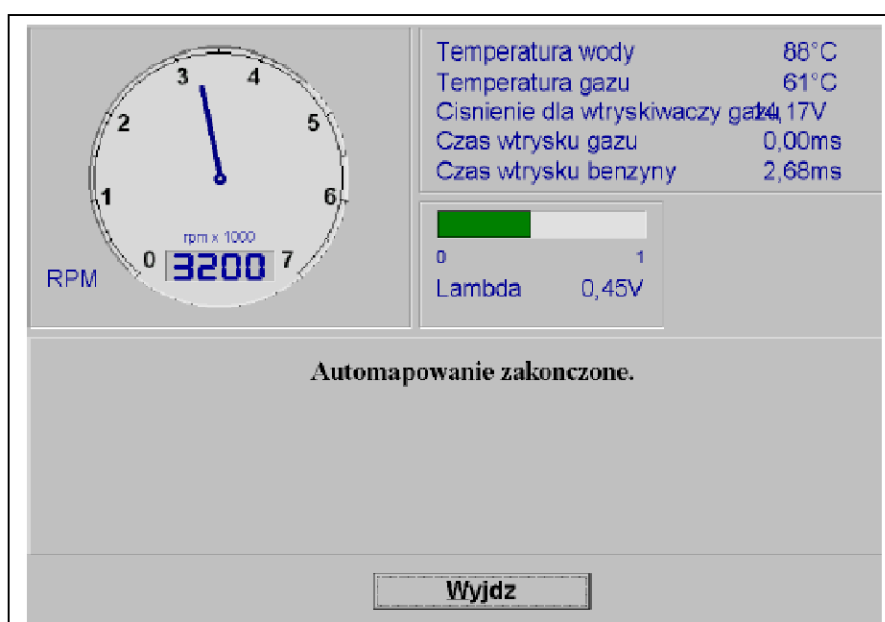 Temperatura wody 88°C
Temperatura gazu 61°C
Cisnienie dla wtryskiwaczy gazu 14,17V
Czas wtrysku gazu 0,00ms
Czas wtrysku benzyny 2,68ms
0 1 2 3 4 5 6 7
rpm x 1000
3200
RPM
0 1
Lambda 0,45V
Automapowanie zakonczone.
Wyjdz